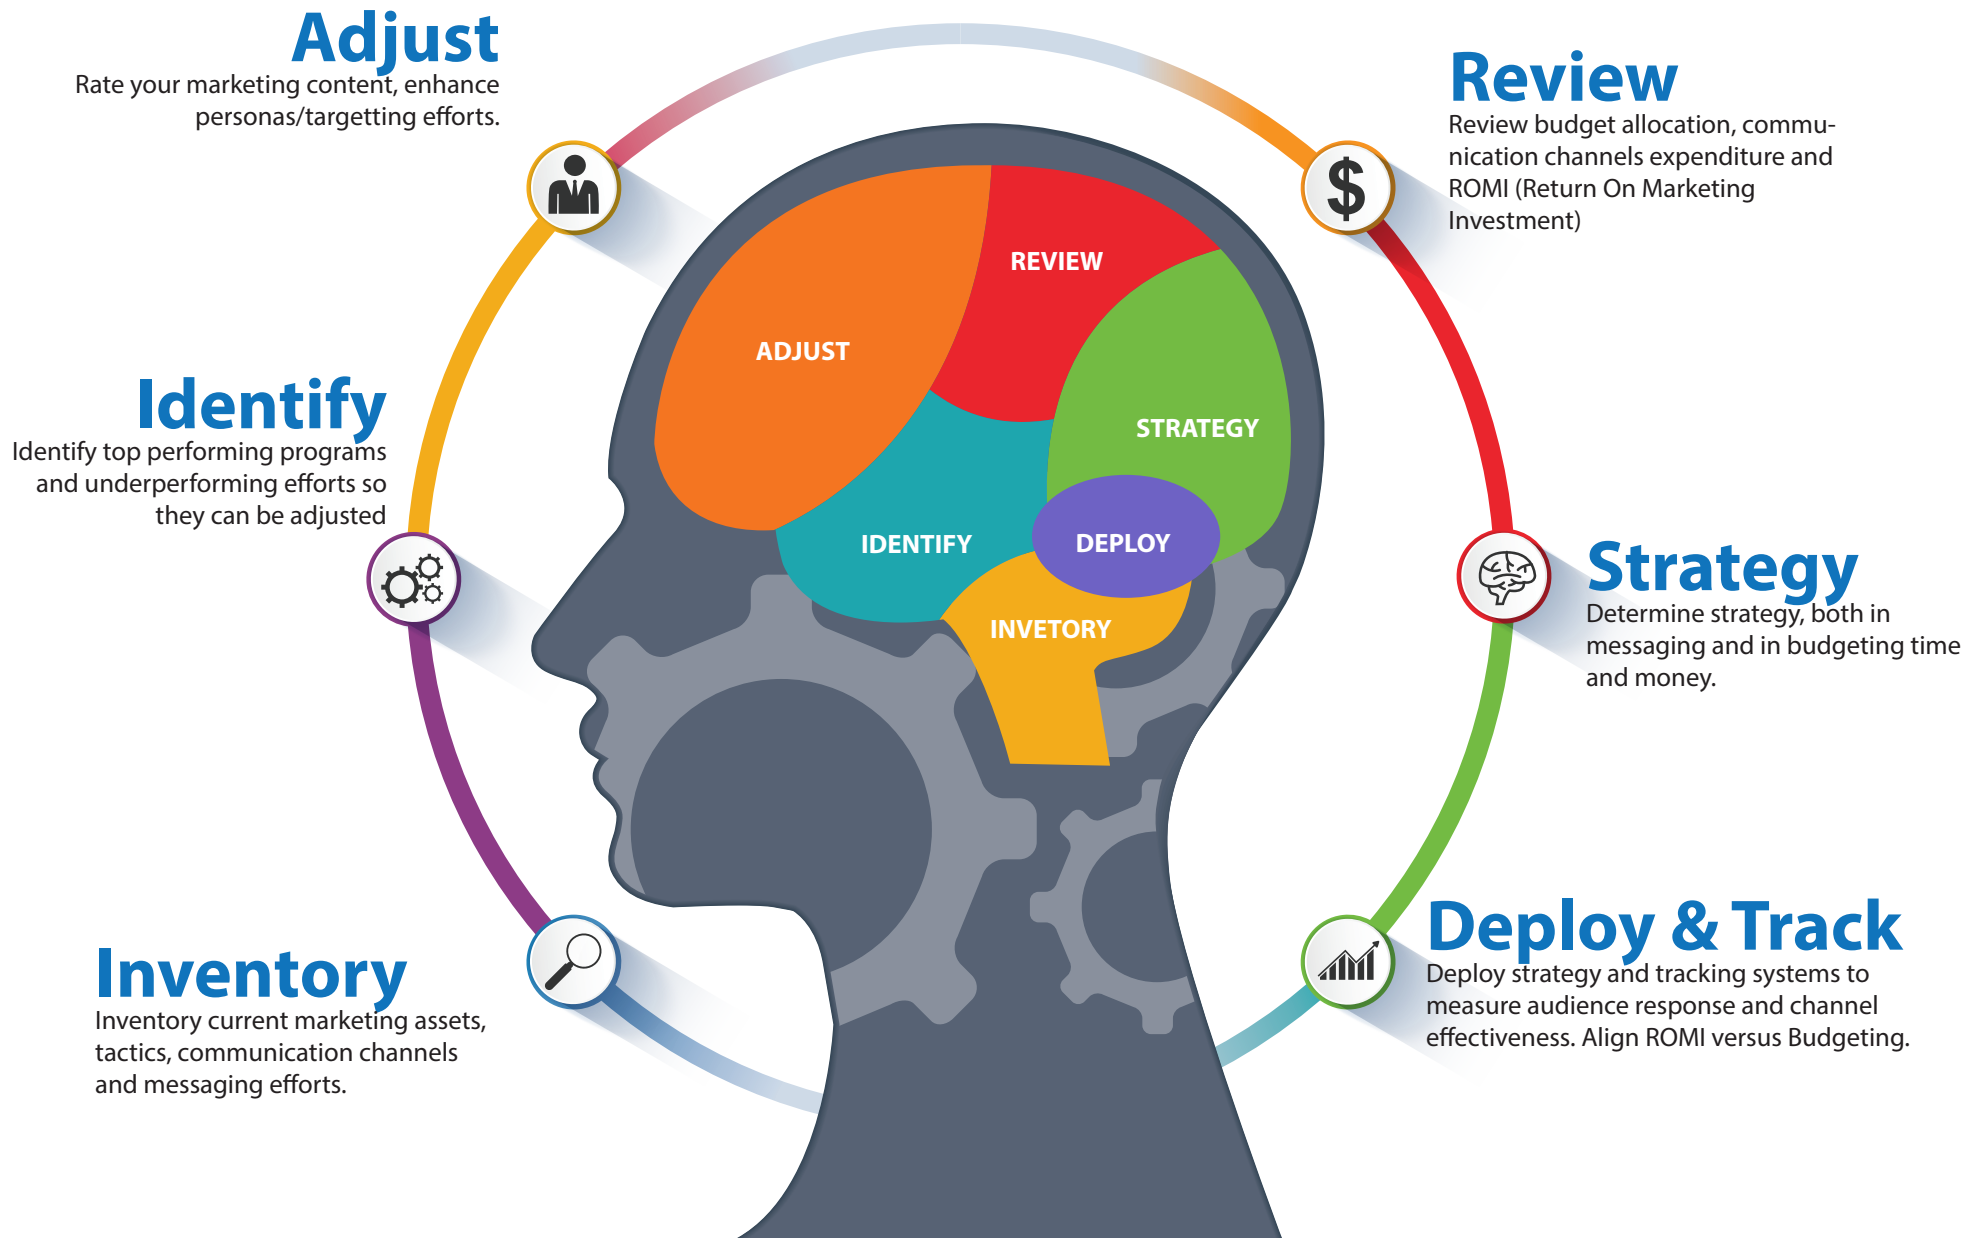 Adjust
Rate your marketing content, enhance
personas/targetting efforts.
Review
Review budget allocation, commu-
nication channels expenditure and
ROMI (Return On Marketing
Investment)
$
REVIEW
ADJUST
STRATEGY
IDENTIFY
DEPLOY
INVETORY
Identify
Identify top performing programs
and underperforming efforts so
they can be adjusted
Strategy
Determine strategy, both in
messaging and in budgeting time
and money.
Inventory
Inventory current marketing assets,
tactics, communication channels
and messaging efforts.
Deploy & Track
Deploy strategy and tracking systems to
measure audience response and channel
effectiveness. Align ROMI versus Budgeting.